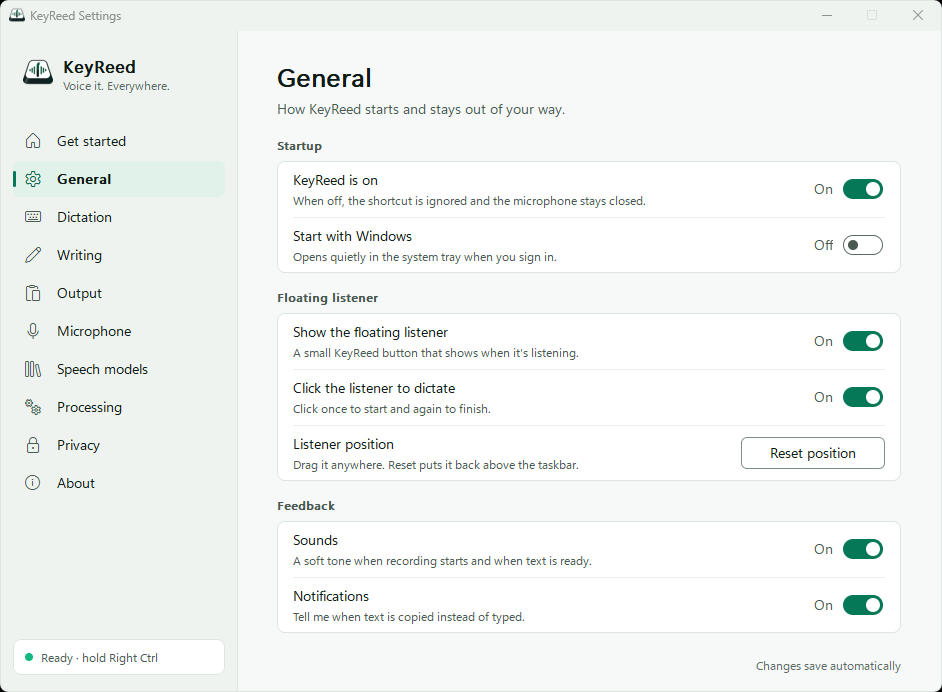 KeyReed Settings
KeyReed
Voice it. Everywhere.
Get started
General
Dictation
Writing
Output
Microphone
Speech models
Processing
Privacy
About
Ready · hold Right Ctrl
General
How KeyReed starts and stays out of your way.
Startup
KeyReed is on
When off, the shortcut is ignored and the microphone stays closed.
On
Start with Windows
Opens quietly in the system tray when you sign in.
Off
Floating listener
Show the floating listener
A small KeyReed button that shows when it's listening.
On
Click the listener to dictate
Click once to start and again to finish.
On
Listener position
Drag it anywhere. Reset puts it back above the taskbar.
Reset position
Feedback
Sounds
A soft tone when recording starts and when text is ready.
On
Notifications
Tell me when text is copied instead of typed.
On
Changes save automatically